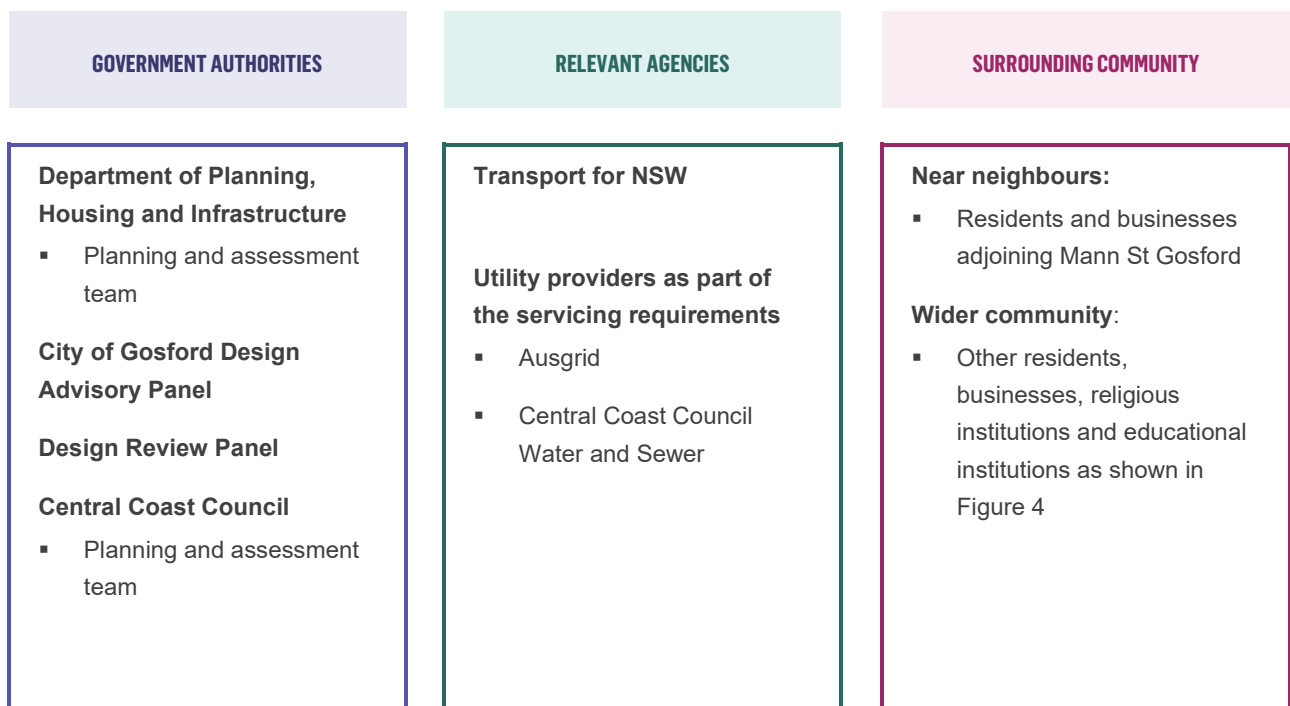 GOVERNMENT AUTHORITIES
Department of Planning,
Housing and Infrastructure
▪ Planning and assessment
team
City of Gosford Design
Advisory Panel
Design Review Panel
Central Coast Council
▪ Planning and assessment
team
RELEVANT AGENCIES
Transport for NSW
Utility providers as part of
the servicing requirements
▪ Ausgrid
▪ Central Coast Council
Water and Sewer
SURROUNDING COMMUNITY
Near neighbours:
▪ Residents and businesses
adjoining Mann St Gosford
Wider community:
▪ Other residents,
businesses, religious
institutions and educational
institutions as shown in
Figure 4